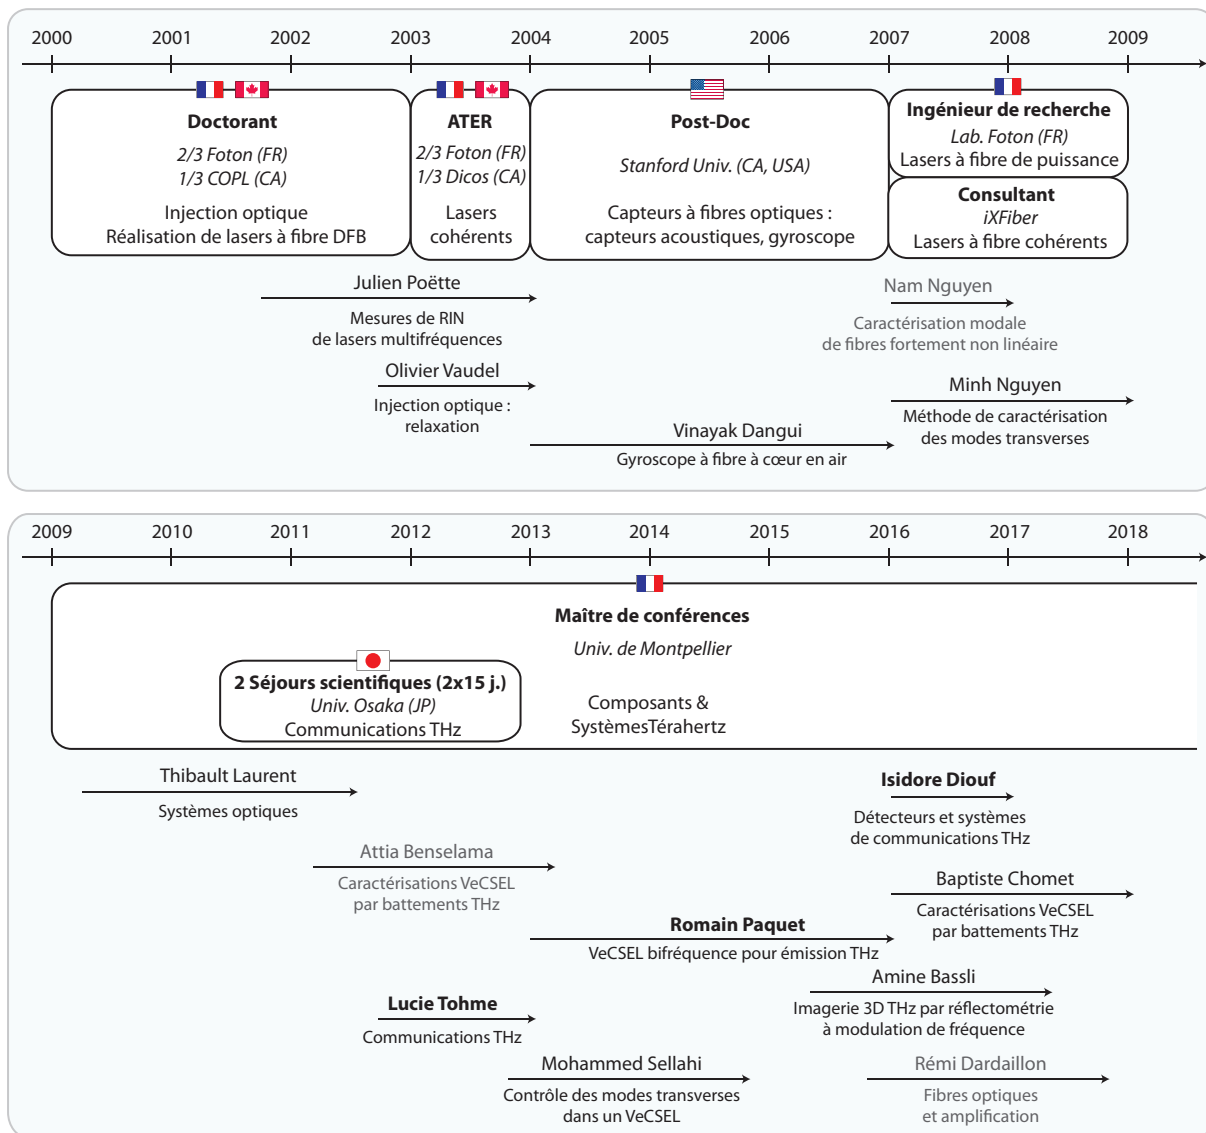 2000 2001 2002 2003 2004 2005 2006 2007 2008 2009
Doctorant
2/3 Foton (FR)
1/3 COPL (CA)
Injection optique
Réalisation de lasers à fibre DFB
ATER
2/3 Foton (FR)
1/3 Dicos (CA)
Lasers
cohérents
Post-Doc
Stanford Univ. (CA, USA)
Capteurs à fibres optiques :
capteurs acoustiques, gyroscope
Ingénieur de recherche
Lab. Foton (FR)
Lasers à fibre de puissance
Consultant
iXFiber
Lasers à fibre cohérents
Julien Poëtte
Mesures de RIN
de lasers multifréquences
Olivier Vaudel
Injection optique :
relaxation
Vinayak Dangui
Gyroscope à fibre à cœur en air
Nam Nguyen
Caractérisation modale
de fibres fortement non linéaire
Minh Nguyen
Méthode de caractérisation
des modes transverses
2009 2010 2011 2012 2013 2014 2015 2016 2017 2018
Maître de conférences
Univ. de Montpellier
Composants &
SystèmesTérahertz
2 Séjours scientifiques (2x15 j.)
Univ. Osaka (JP)
Communications THz
Thibault Laurent
Systèmes optiques
Isidore Diouf
Détecteurs et systèmes
de communications THz
Attia Benselama
Caractérisations VeCSEL
par battements THz
Baptiste Chomet
Caractérisations VeCSEL
par battements THz
Romain Paquet
VeCSEL bifréquence pour émission THz
Amine Bassli
Imagerie 3D THz par réflectométrie
à modulation de fréquence
Lucie Tohme
Communications THz
Mohammed Sellahi
Contrôle des modes transverses
dans un VeCSEL
Rémi Dardaillon
Fibres optiques
et amplification